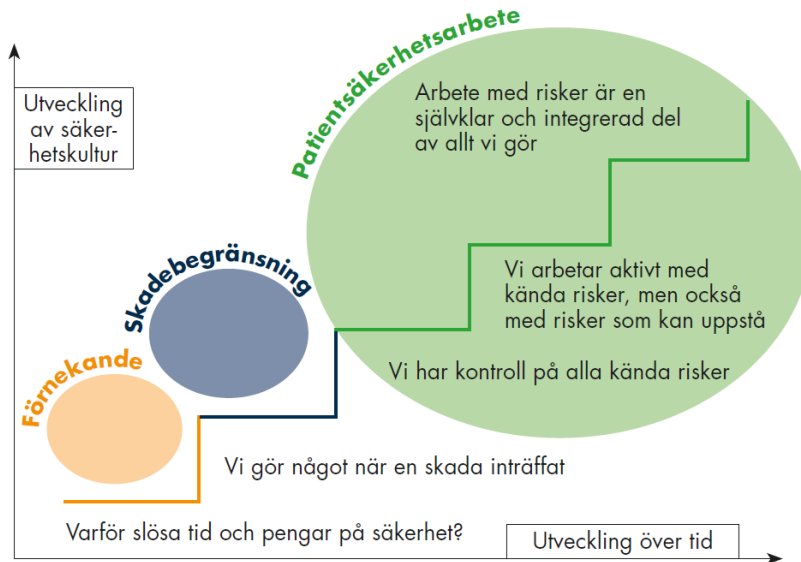 Patientsäkerhetsarbete
Utveckling
av säker-
hetskultur
Arbete med risker är en
självklar och integrerad del
av allt vi gör
Skadebegränsning
Vi arbetar aktivt med
kända risker, men också
med risker som kan uppstå
Förnekande
Vi har kontroll på alla kända risker
Vi gör något när en skada inträffat
Varför slösa tid och pengar på säkerhet?
Utveckling över tid